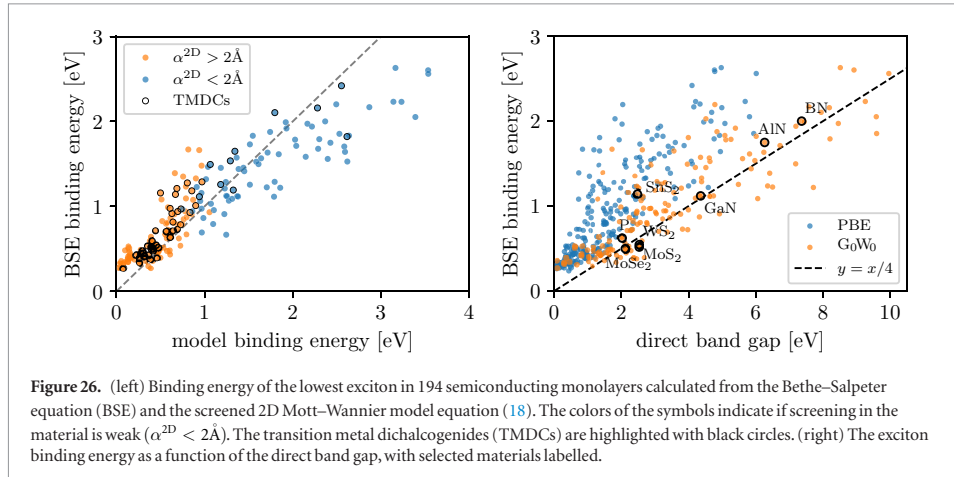 3
2
1
0
BSE binding energy [eV]
α²ᴰ > 2Å
α²ᴰ < 2Å
TMDCs
0 1 2 3 4
model binding energy [eV]
3
2
1
0
BSE binding energy [eV]
BN
AlN
SnS₂
GaN
P
WS₂
MoS₂
MoSe₂
PBE
G₀W₀
y = x/4
0 2 4 6 8 10
direct band gap [eV]
Figure 26. (left) Binding energy of the lowest exciton in 194 semiconducting monolayers calculated from the Bethe–Salpeter
equation (BSE) and the screened 2D Mott–Wannier model equation (18). The colors of the symbols indicate if screening in the
material is weak (α²ᴰ < 2Å). The transition metal dichalcogenides (TMDCs) are highlighted with black circles. (right) The exciton
binding energy as a function of the direct band gap, with selected materials labelled.